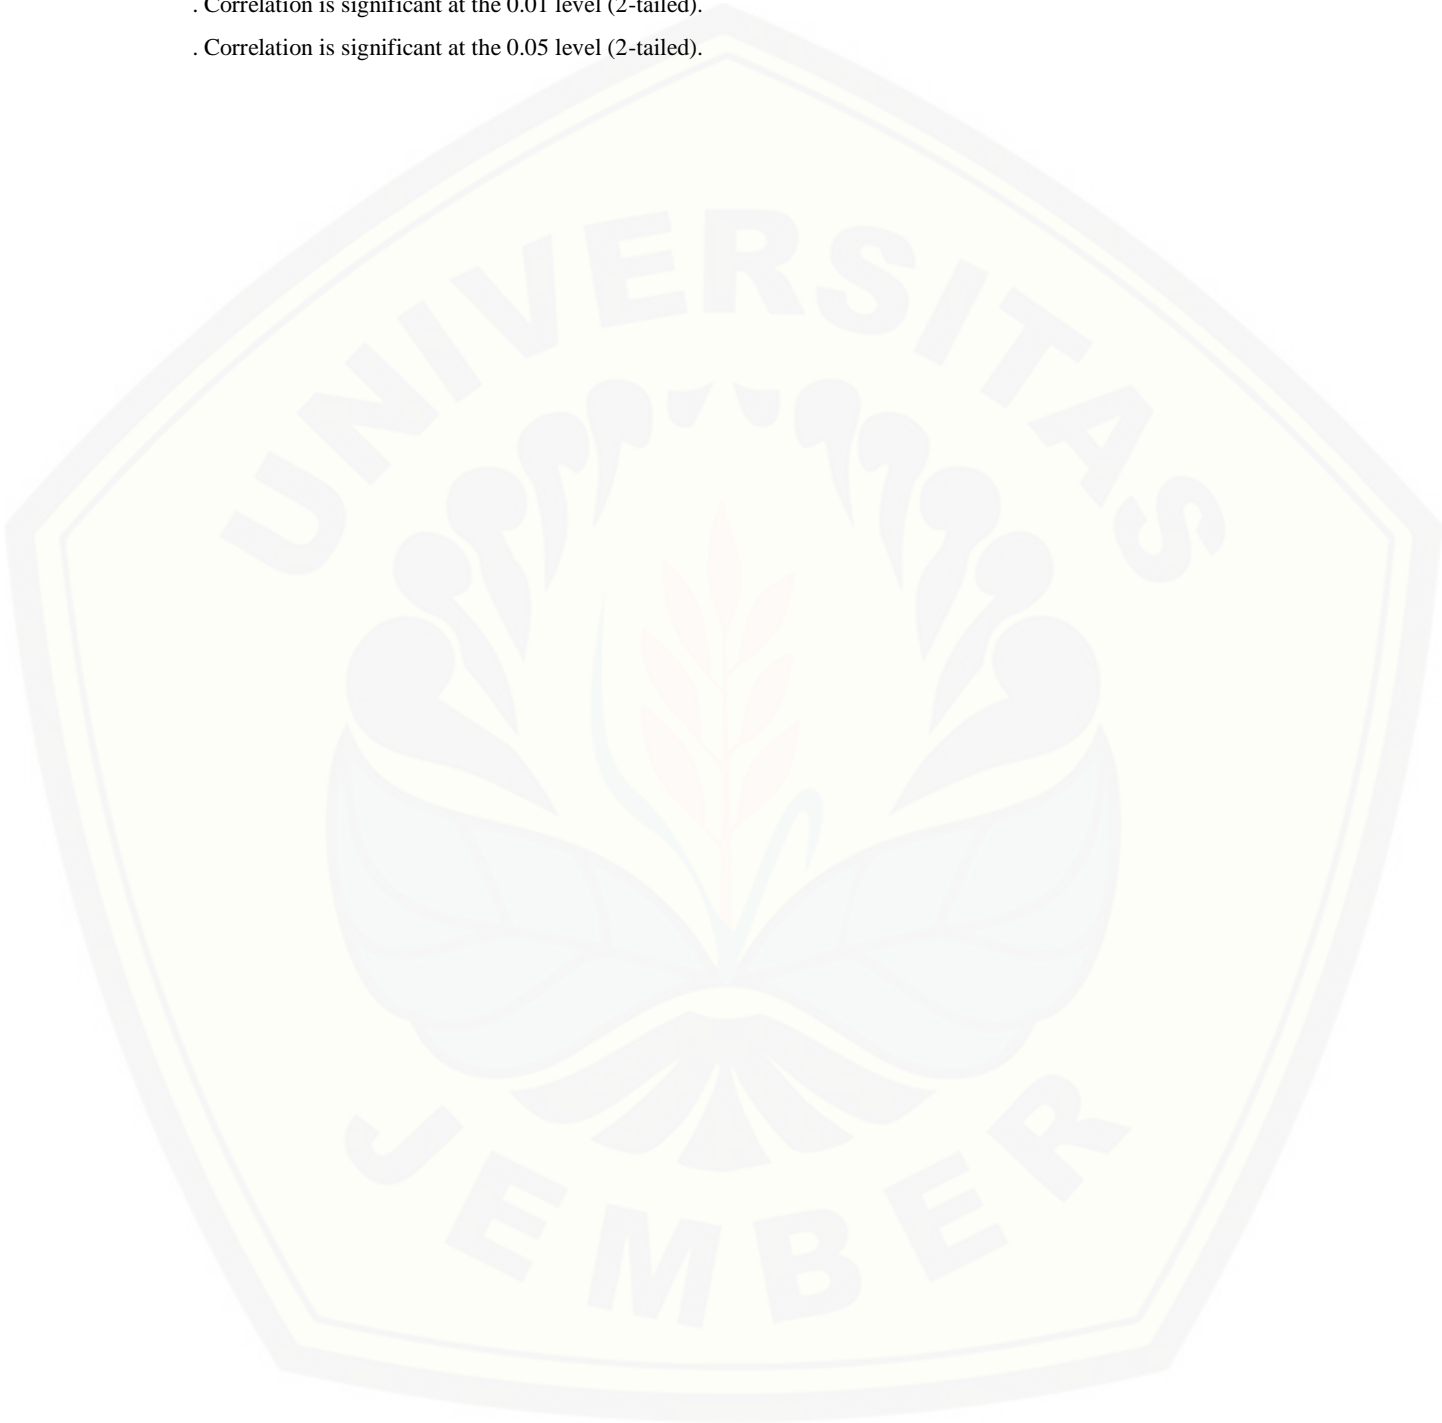 . Correlation is significant at the 0.01 level (2-tailed).
. Correlation is significant at the 0.05 level (2-tailed).
UNIVERSITAS
JEMBER